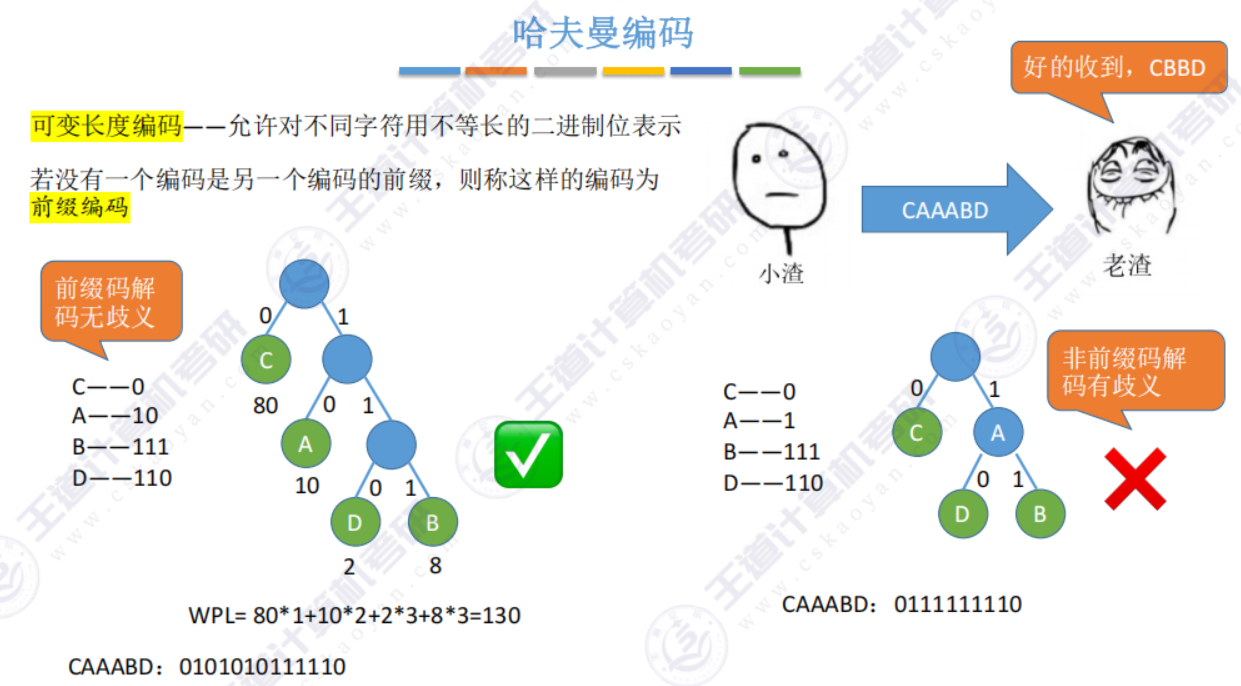 哈夫曼编码
好的收到，CBBD
可变长度编码——允许对不同字符用不等长的二进制位表示
若没有一个编码是另一个编码的前缀，则称这样的编码为
前缀编码
CAAABD
小渣
老渣
前缀码解
码无歧义
C——0
A——10
B——111
D——110
0
1
C
80
0
1
A
10
0
1
D
B
2
8
WPL= 80*1+10*2+2*3+8*3=130
CAAABD：0101010111110
非前缀码解
码有歧义
C——0
A——1
B——111
D——110
0
1
C
A
0
1
D
B
CAAABD：0111111110
王道计算机考研
www.cskaoyan.com